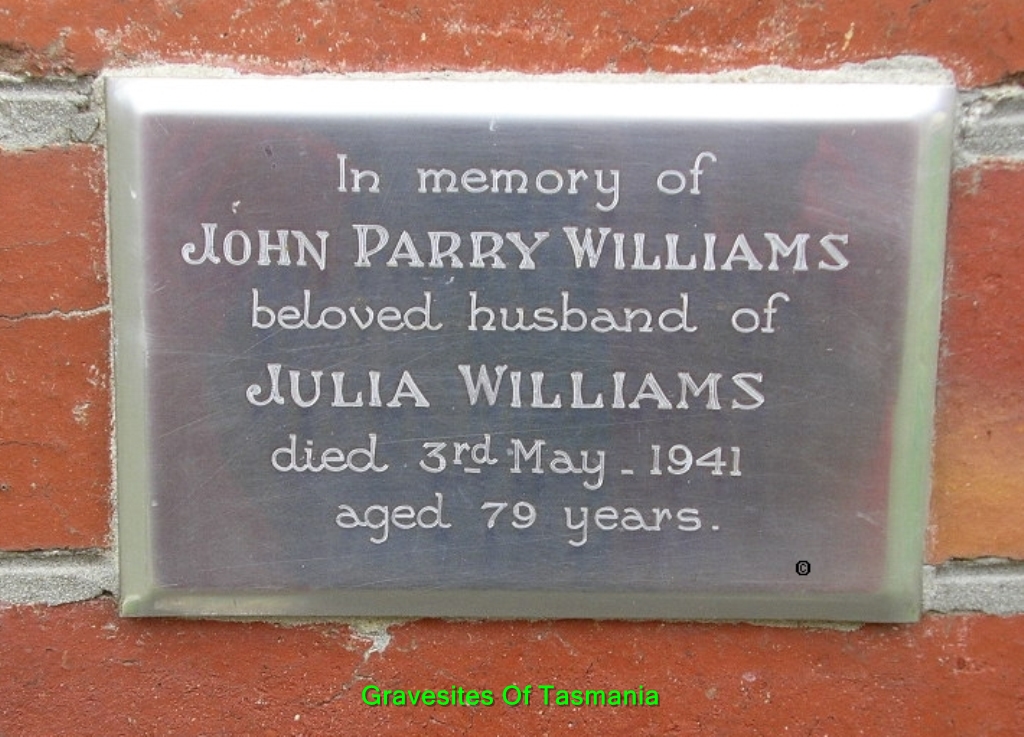 In memory of
JOHN PARRY WILLIAMS
beloved husband of
JULIA WILLIAMS
died 3rd May - 1941
aged 79 years.
©
Gravesites Of Tasmania